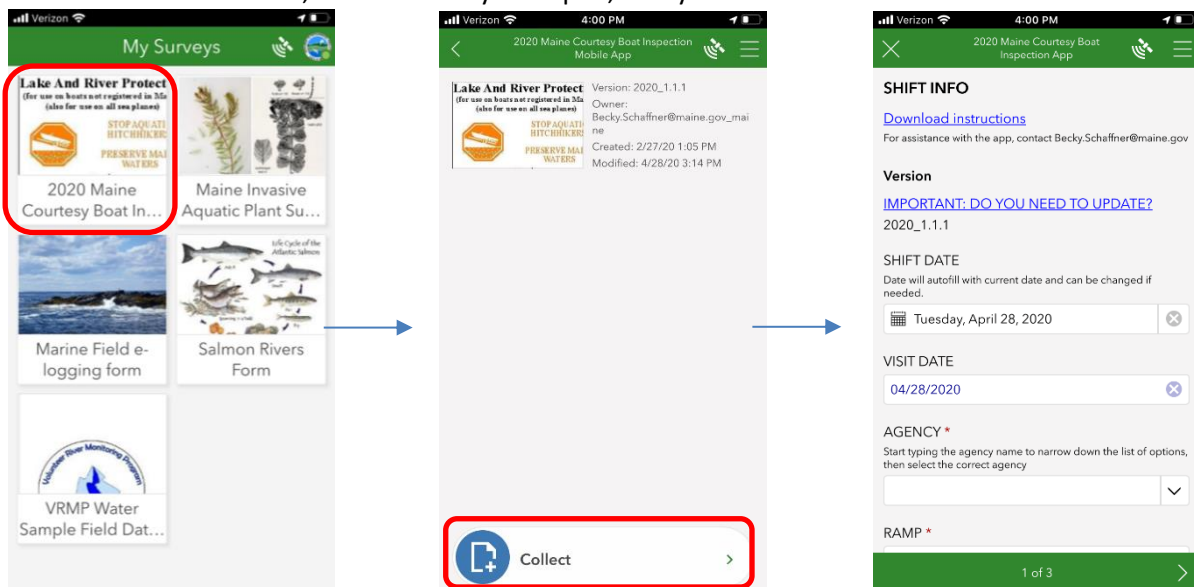 Verizon
My Surveys
Lake And River Protect
(for use on boats not registered in Ma
(also for use on all sea planes)
STOP AQUATI
HITCHHIKER
PRESERVE MAI
WATERS
2020 Maine
Courtesy Boat In...
Maine Invasive
Aquatic Plant Su...
Marine Field e-
logging form
Life Cycle of the
Atlantic Salmon
Salmon Rivers
Form
Volunteer River Monitoring Program
VRMP Water
Sample Field Dat...
Verizon 4:00 PM
2020 Maine Courtesy Boat Inspection
Mobile App
Lake And River Protect
(for use on boats not registered in Ma
(also for use on all sea planes)
STOP AQUATI
HITCHHIKER
PRESERVE MAI
WATERS
Version: 2020_1.1.1
Owner:
Becky.Schaffner@maine.gov_mai
ne
Created: 2/27/20 1:05 PM
Modified: 4/28/20 3:14 PM
Collect
Verizon 4:00 PM
2020 Maine Courtesy Boat
Inspection App
SHIFT INFO
Download instructions
For assistance with the app, contact Becky.Schaffner@maine.gov
Version
IMPORTANT: DO YOU NEED TO UPDATE?
2020_1.1.1
SHIFT DATE
Date will autofill with current date and can be changed if
needed.
Tuesday, April 28, 2020
VISIT DATE
04/28/2020
AGENCY *
Start typing the agency name to narrow down the list of options,
then select the correct agency
RAMP *
1 of 3